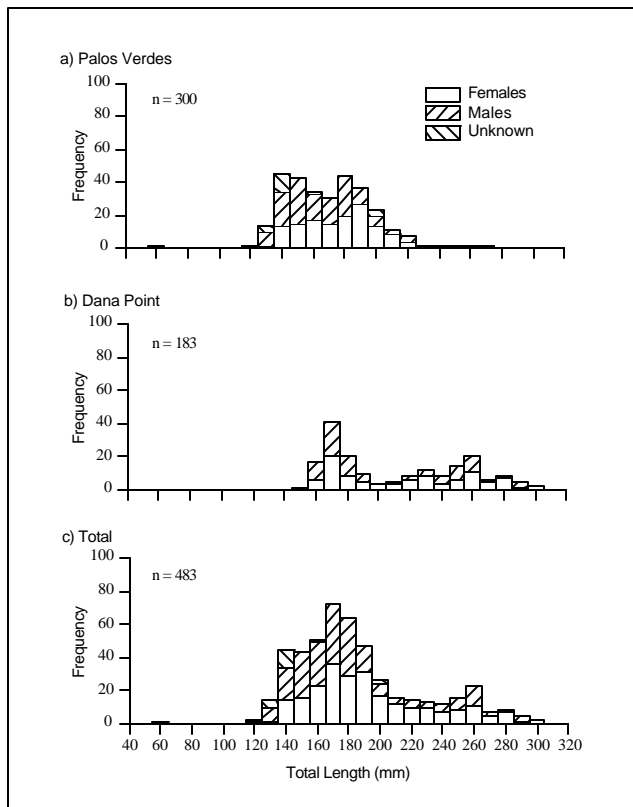 a) Palos Verdes
100
80
60
40
20
0
Frequency
n = 300
Females
Males
Unknown
b) Dana Point
100
80
60
40
20
0
Frequency
n = 183
c) Total
100
80
60
40
20
0
Frequency
n = 483
40 60 80 100 120 140 160 180 200 220 240 260 280 300 320
Total Length (mm)